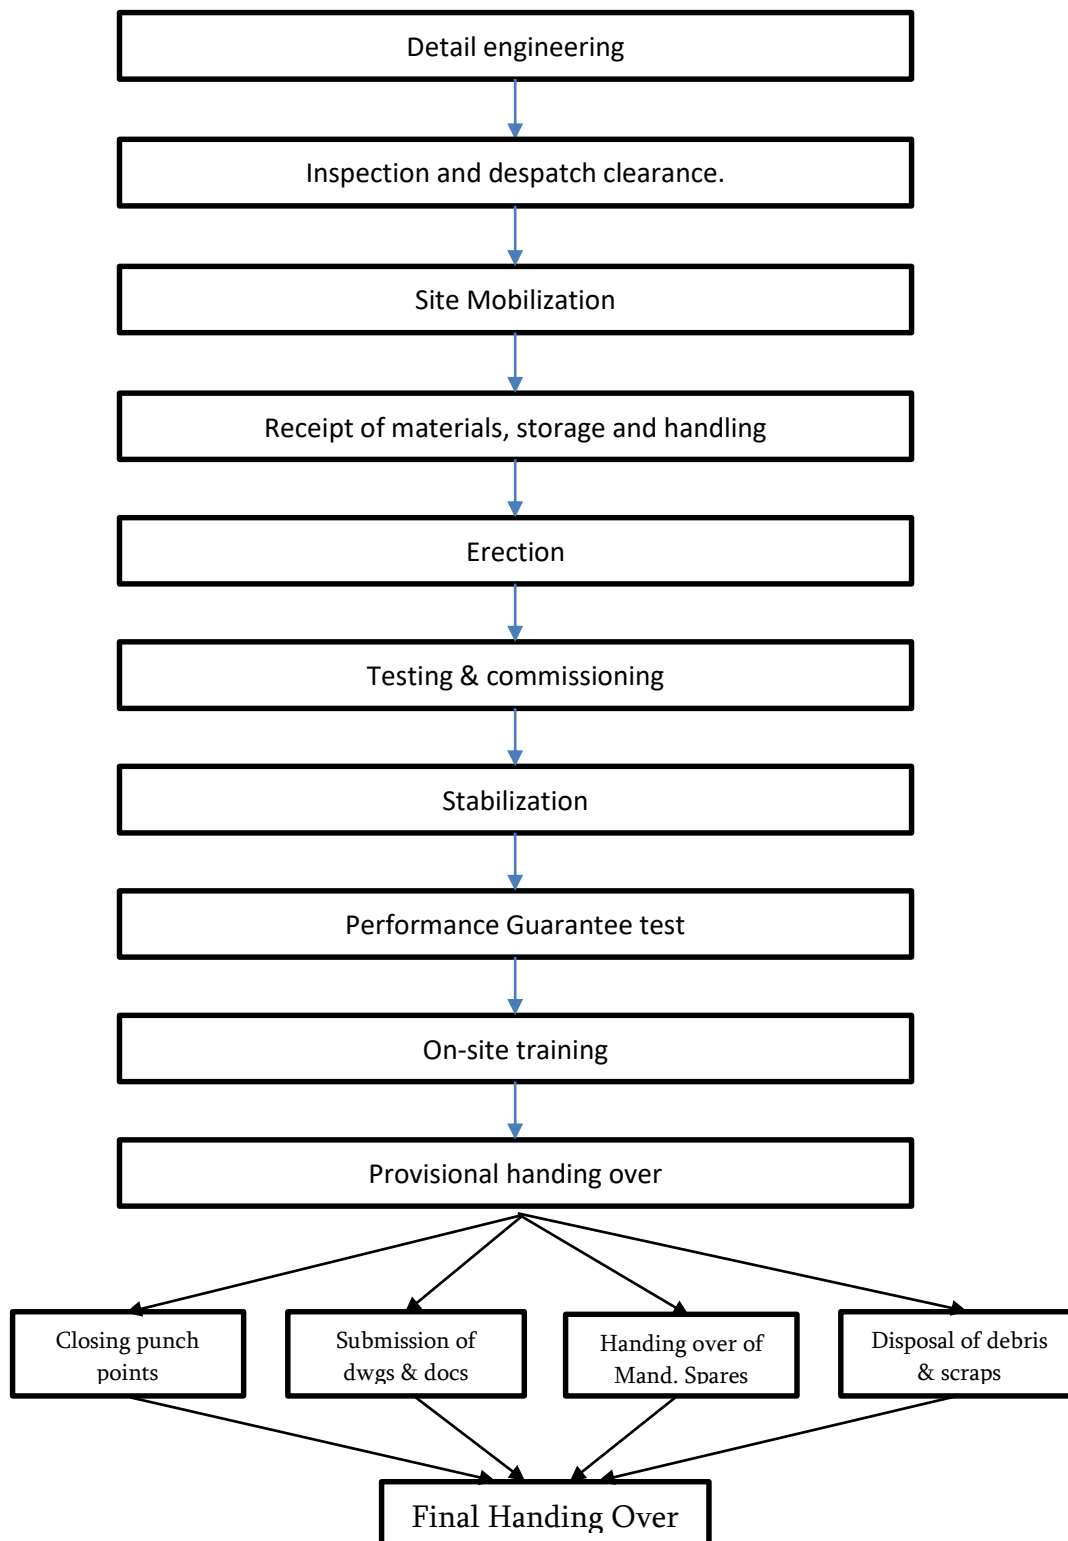 Detail engineering
Inspection and despatch clearance.
Site Mobilization
Receipt of materials, storage and handling
Erection
Testing & commissioning
Stabilization
Performance Guarantee test
On-site training
Provisional handing over
Closing punch
points
Submission of
dwgs & docs
Handing over of
Mand. Spares
Disposal of debris
& scraps
Final Handing Over